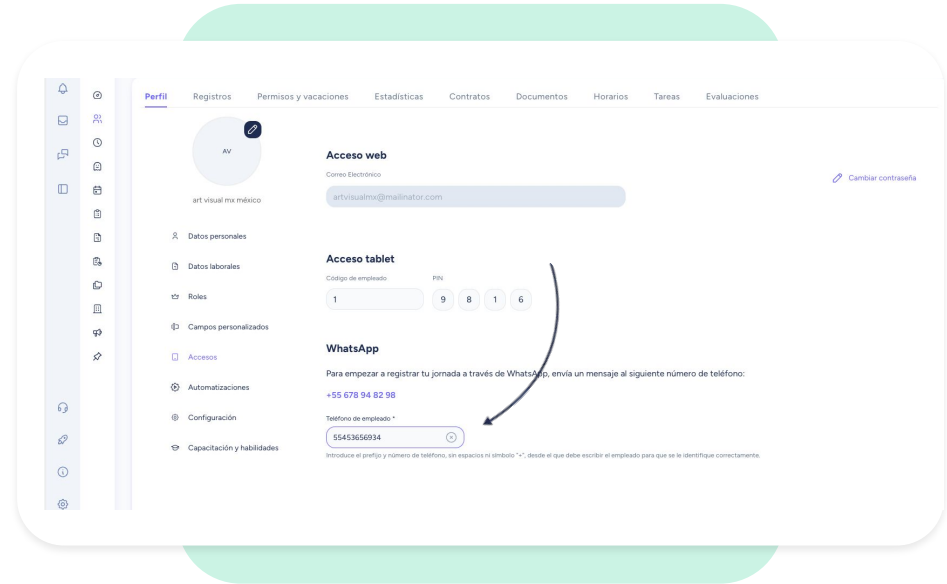 Perfil Registros Permisos y vacaciones Estadísticas Contratos Documentos Horarios Tareas Evaluaciones
AV
art visual mx méxico
Datos personales
Datos laborales
Roles
Campos personalizados
Accesos
Automatizaciones
Configuración
Capacitación y habilidades
Acceso web
Correo Electrónico
artvisualmx@mailinator.com
Cambiar contraseña
Acceso tablet
Código de empleado PIN
1 9 8 1 6
WhatsApp
Para empezar a registrar tu jornada a través de WhatsApp, envía un mensaje al siguiente número de teléfono:
+55 678 94 82 98
Teléfono de empleado *
55453656934
Introduce el prefijo y número de teléfono, sin espacios ni símbolo "+", desde el que debe escribir el empleado para que se le identifique correctamente.